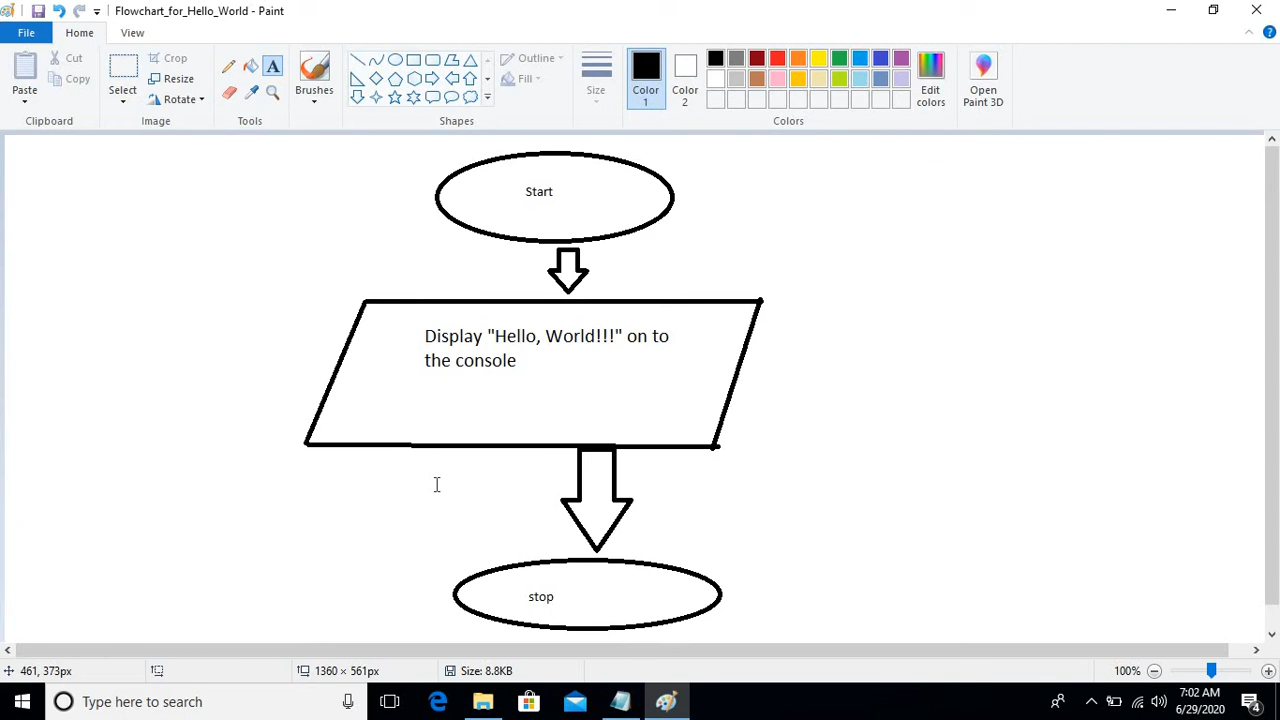 Flowchart_for_Hello_World - Paint
File
Home
View
Paste
Cut
Copy
Clipboard
Select
Crop
Resize
Rotate
Image
A
Tools
Brushes
Shapes
Outline
Fill
Size
Color 1
Color 2
Edit colors
Colors
Open Paint 3D
Start
Display "Hello, World!!!" on to
the console
stop
461, 373px
1360 × 561px
Size: 8.8KB
100%
Type here to search
7:02 AM
6/29/2020
4